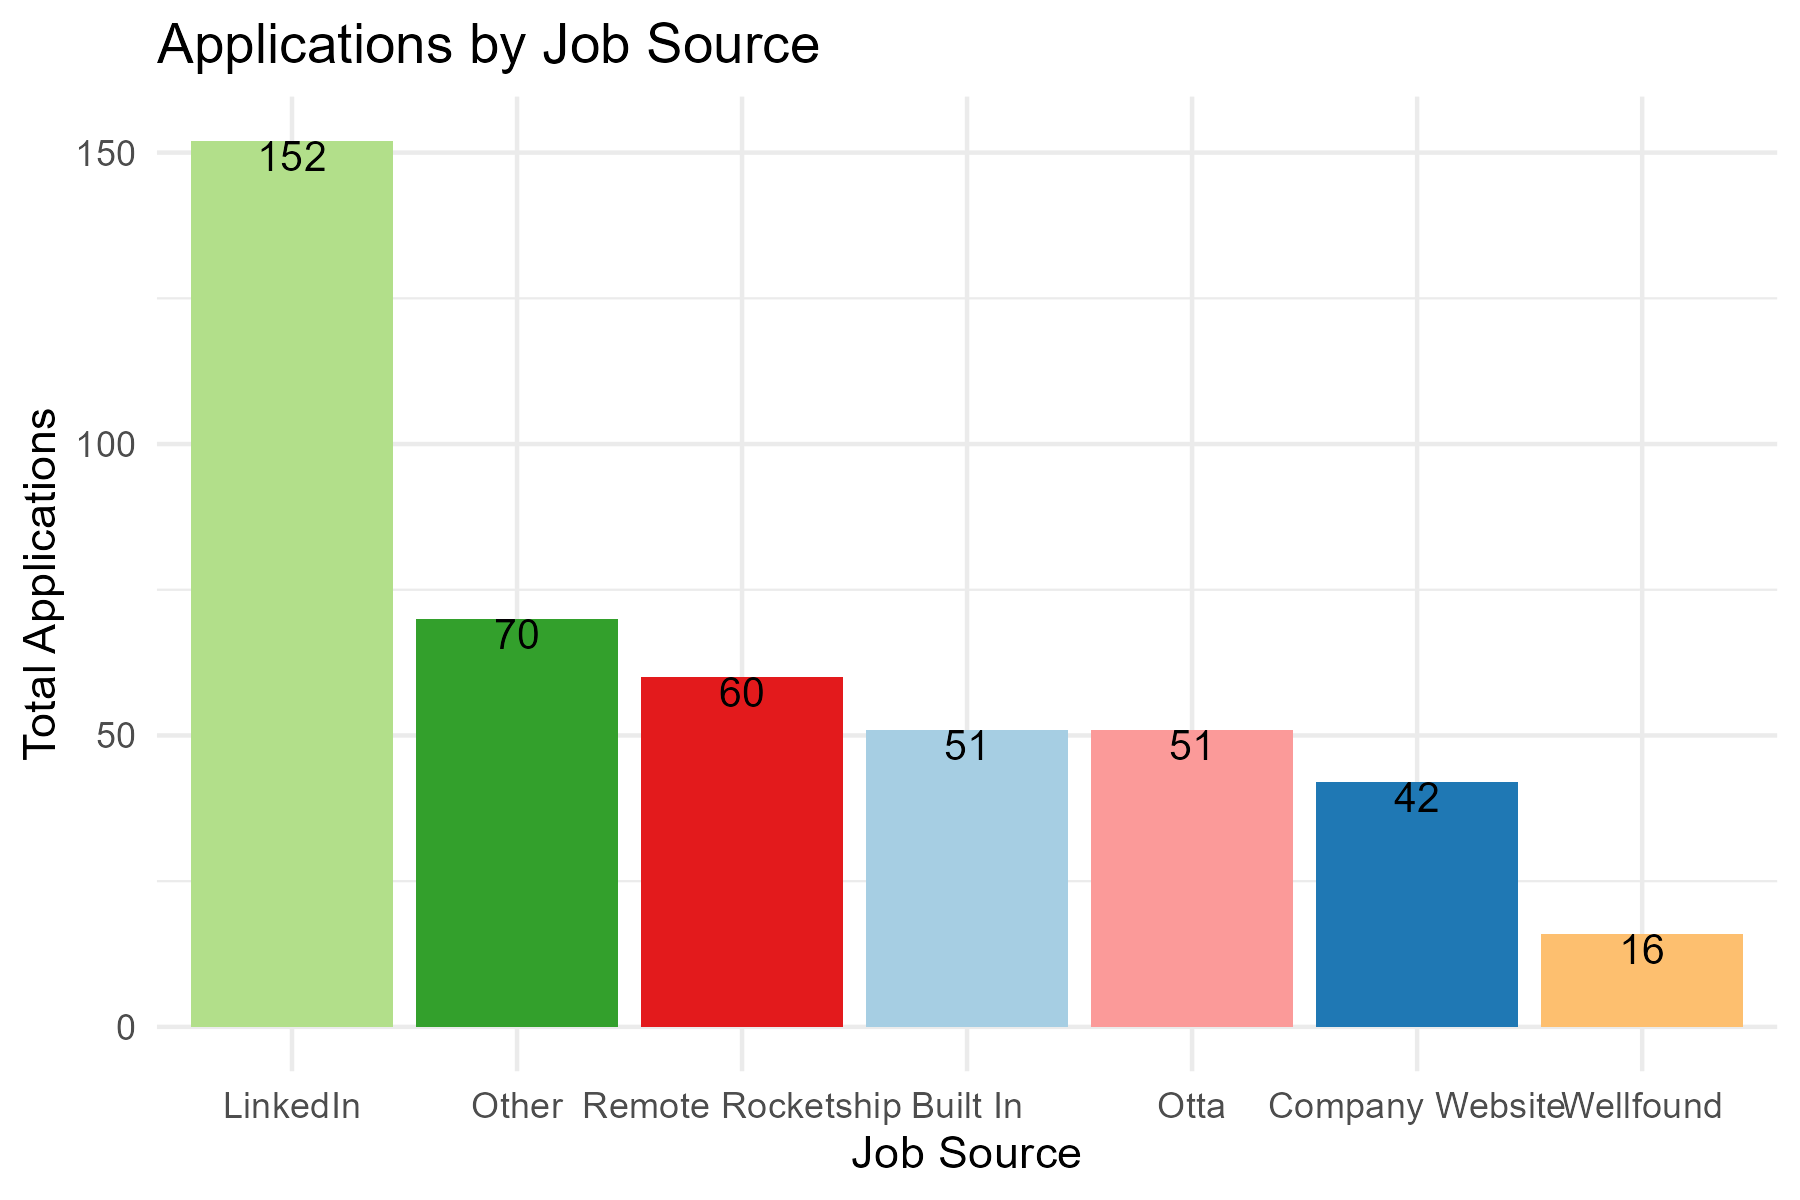 Applications by Job Source
Total Applications
150
100
50
0
152
70
60
51
51
42
16
LinkedIn Other Remote Rocketship Built In Otta Company Website Wellfound
Job Source